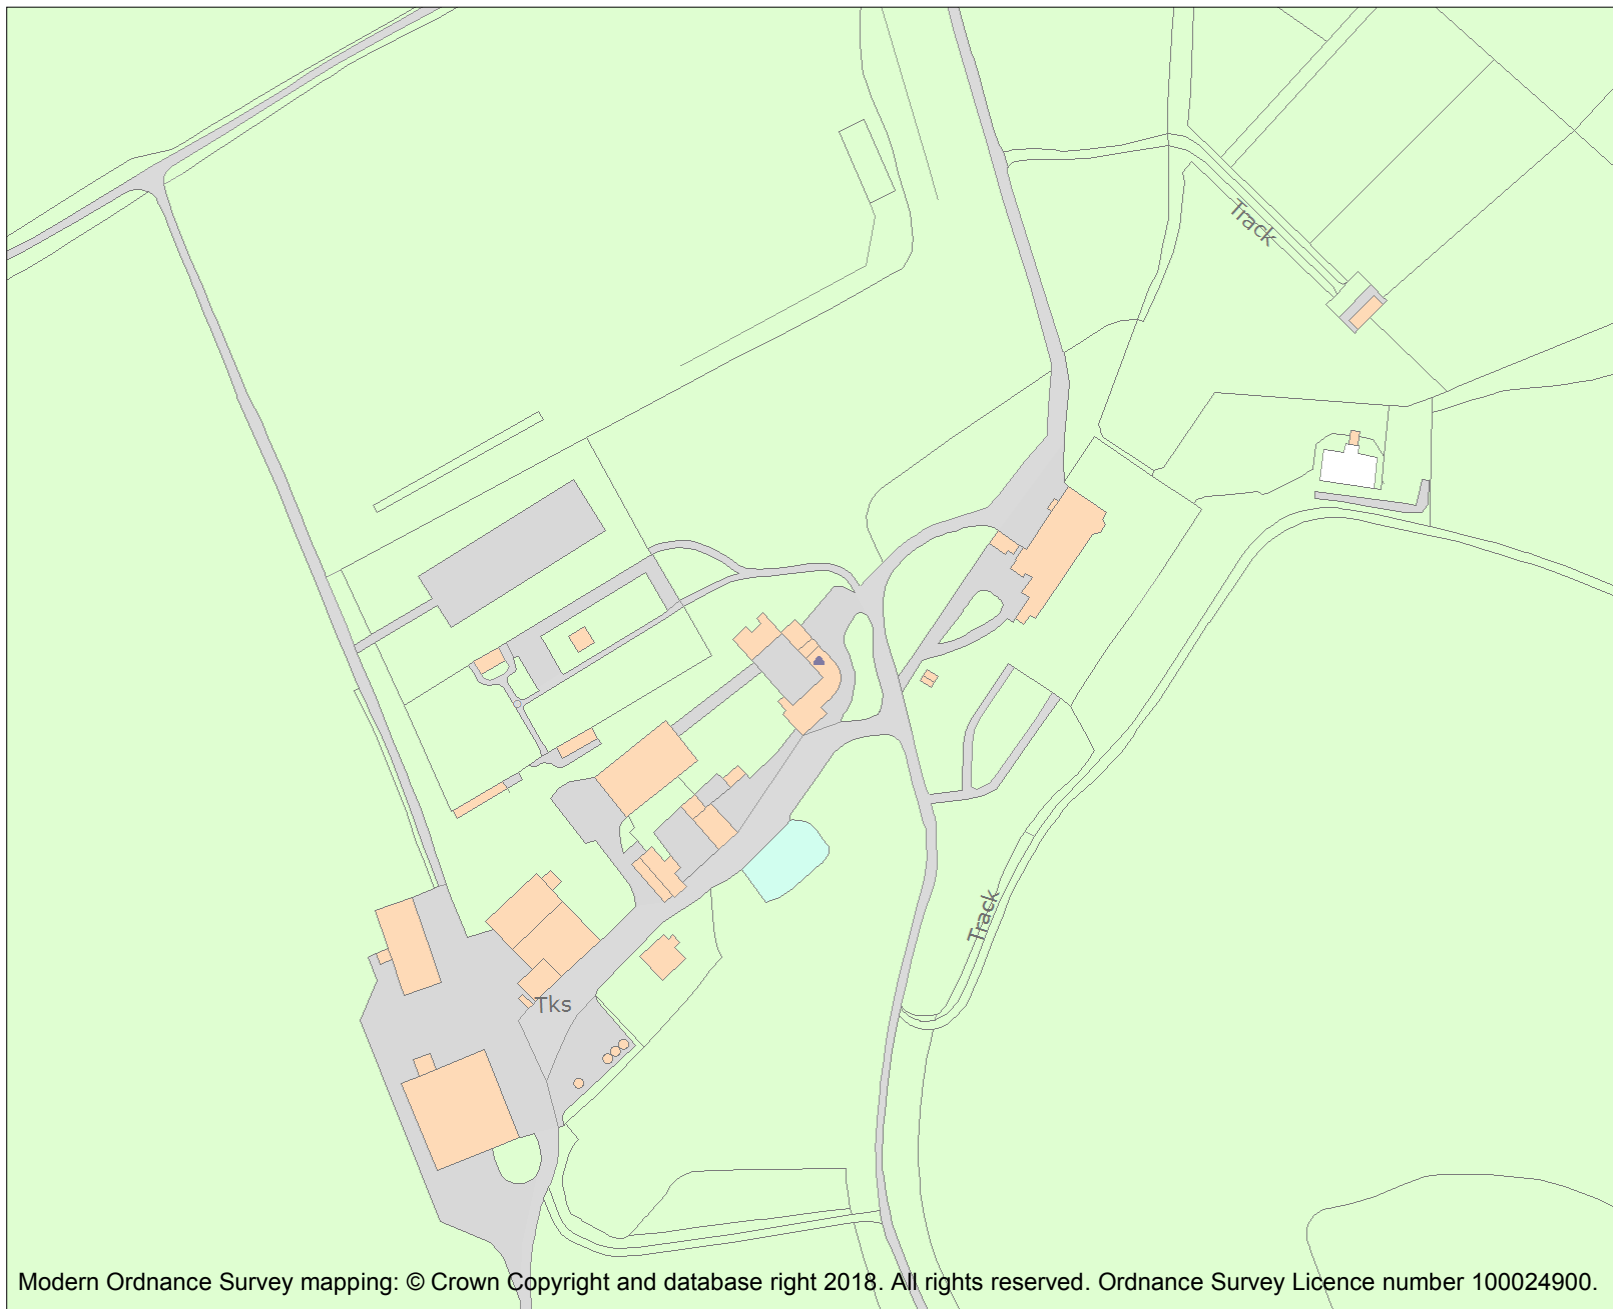 Track
Track
Tks
Modern Ordnance Survey mapping: © Crown Copyright and database right 2018. All rights reserved. Ordnance Survey Licence number 100024900.